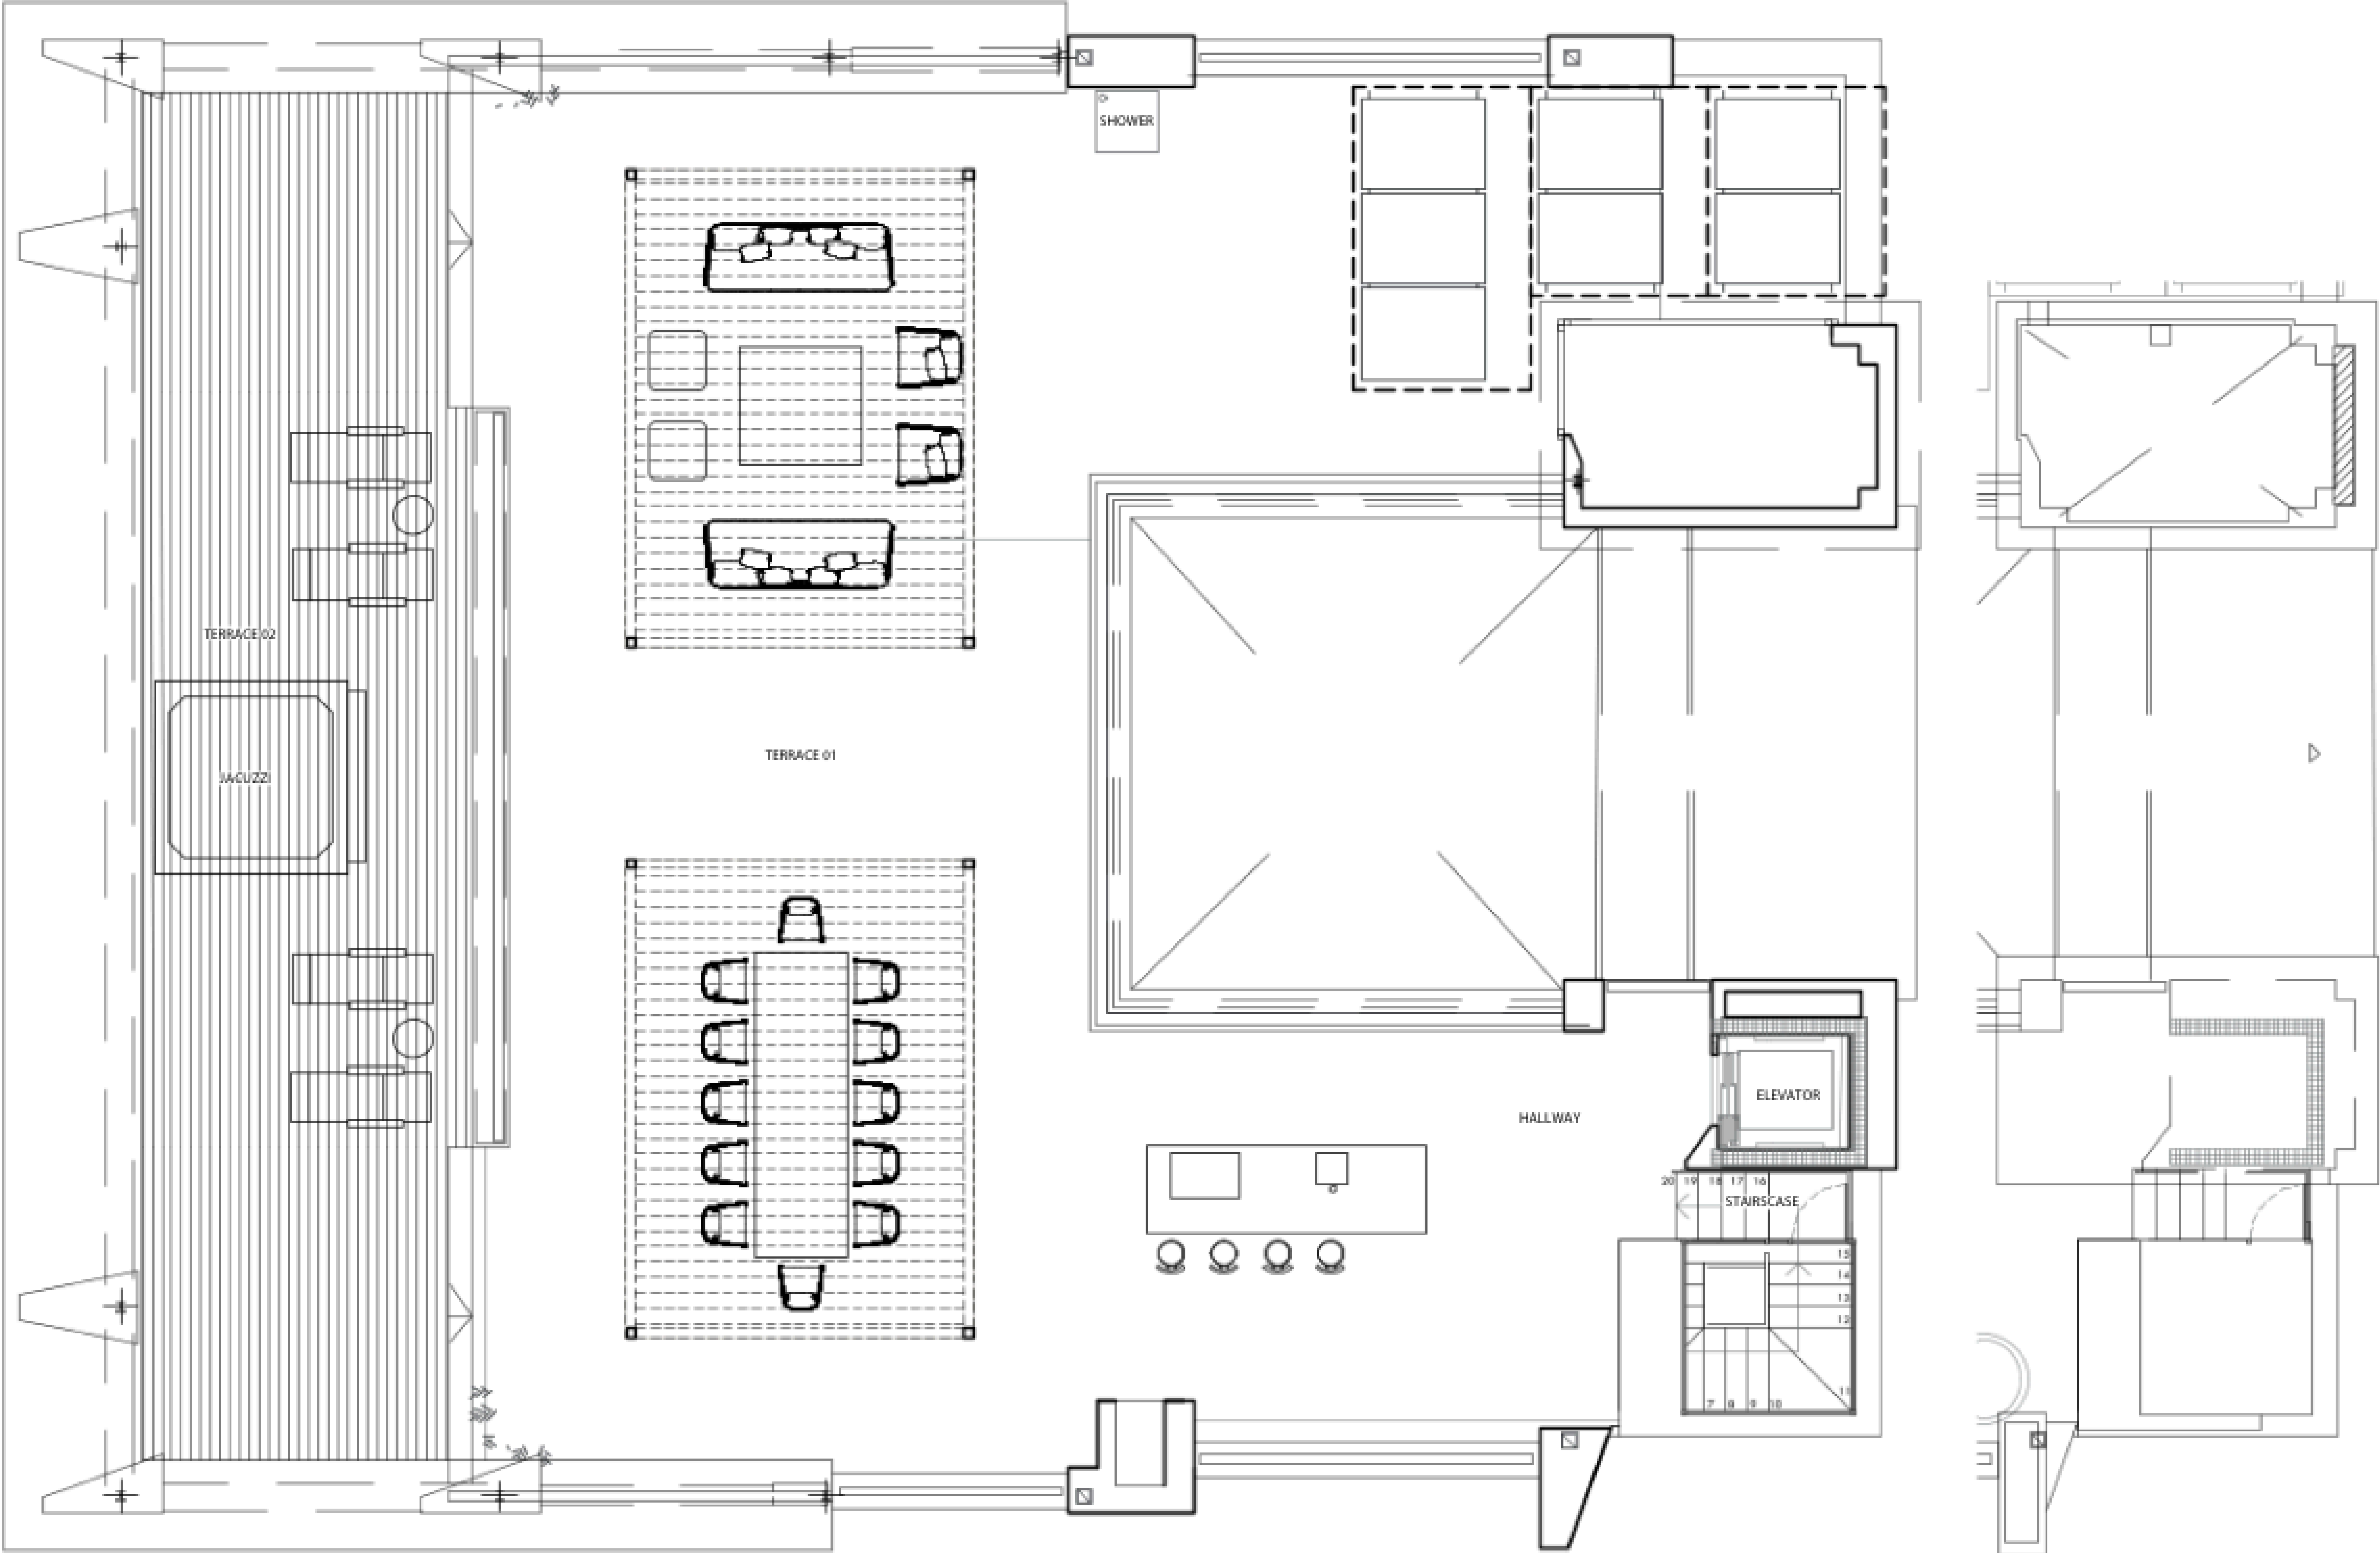 SHOWER
TERRACE 02
TERRACE 01
JACUZZI
ELEVATOR
HALLWAY
20 19 18 17 16
STAIRSCASE
15
14
13
12
11
7 8 9 10